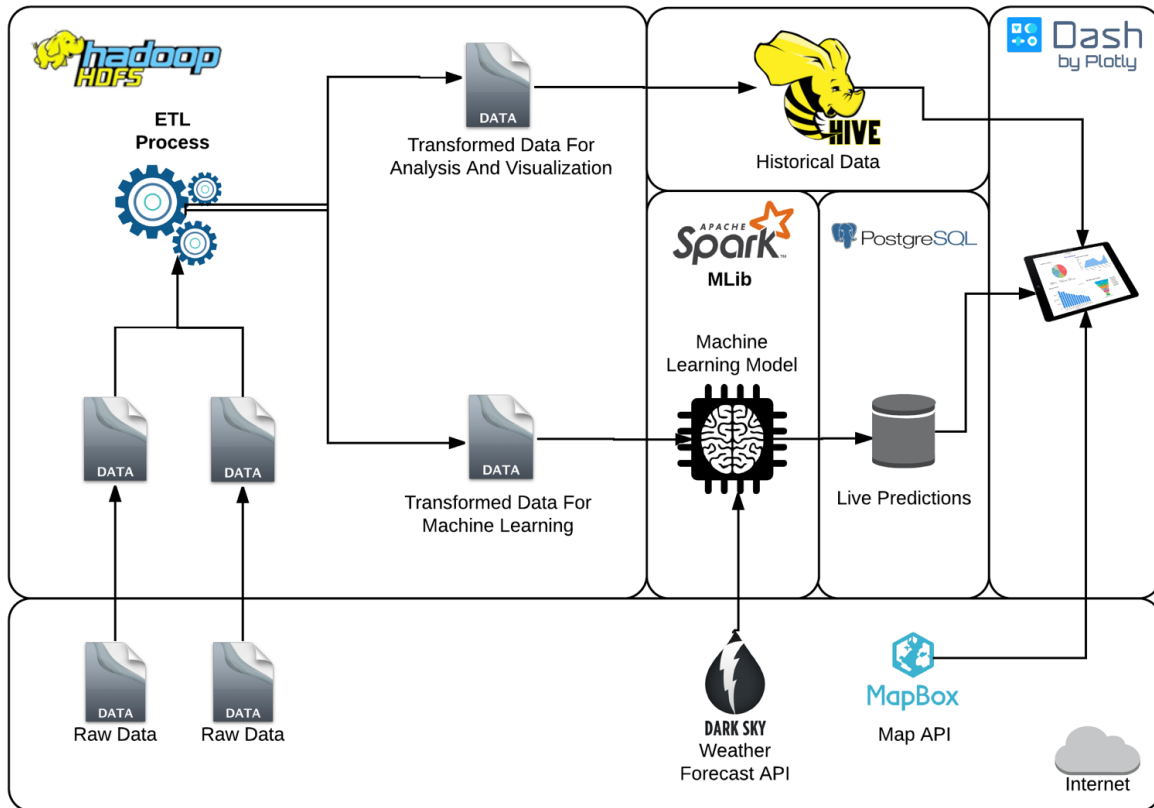 hadoop
HDFS
ETL
Process
DATA
Transformed Data For
Analysis And Visualization
HIVE
Historical Data
Dash
by Plotly
APACHE
Spark™
MLib
PostgreSQL
Machine
Learning Model
DATA
DATA
DATA
Transformed Data For
Machine Learning
Live Predictions
DATA
DATA
Raw Data
Raw Data
DARK SKY
Weather
Forecast API
MapBox
Map API
Internet